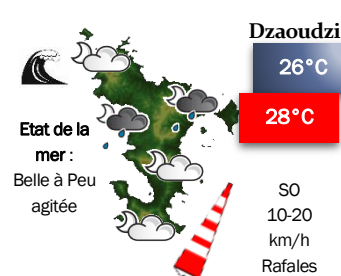 Dzaoudzi
26°C
28°C
Etat de la
mer :
Belle à Peu
agitée
SO
10-20
km/h
Rafales